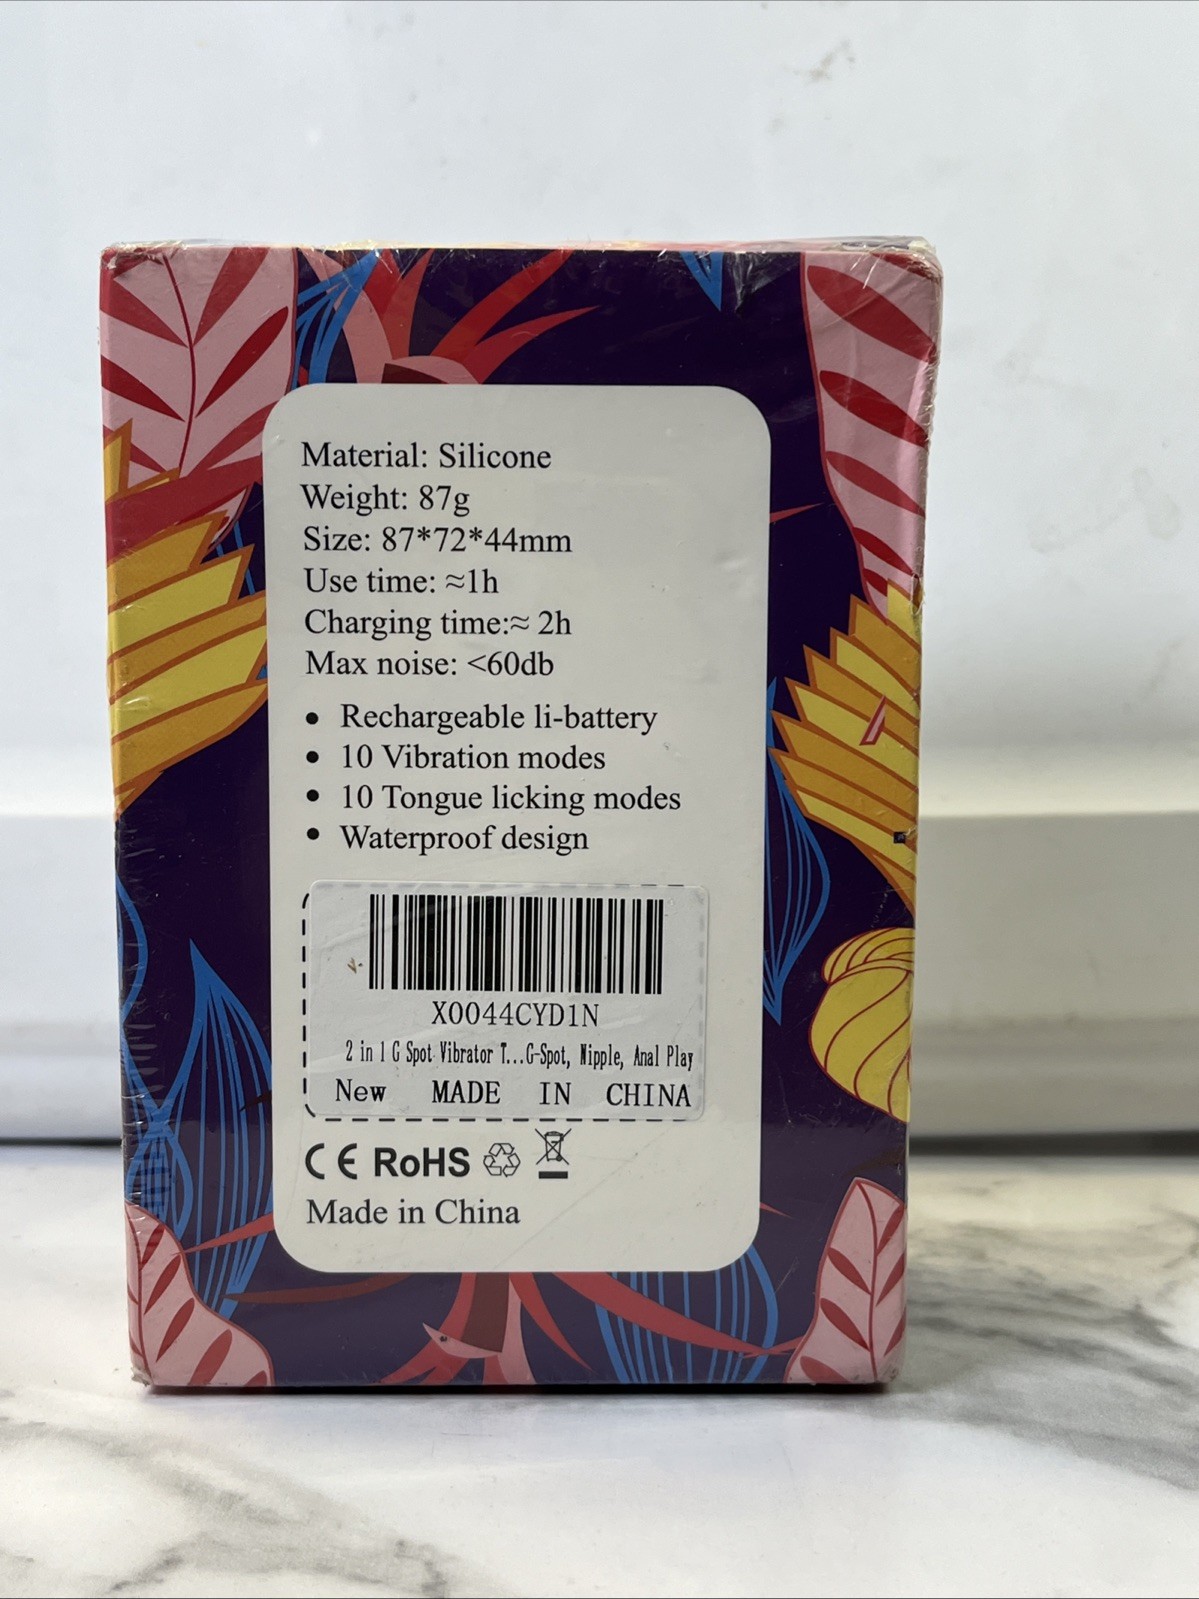 Material: Silicone
Weight: 87g
Size: 87*72*44mm
Use time: ≈1h
Charging time:≈ 2h
Max noise: <60db
• Rechargeable li-battery
• 10 Vibration modes
• 10 Tongue licking modes
• Waterproof design
X0044CYD1N
2 in 1 G Spot Vibrator T...G-Spot, Nipple, Anal Play
New MADE IN CHINA
CE RoHS
Made in China